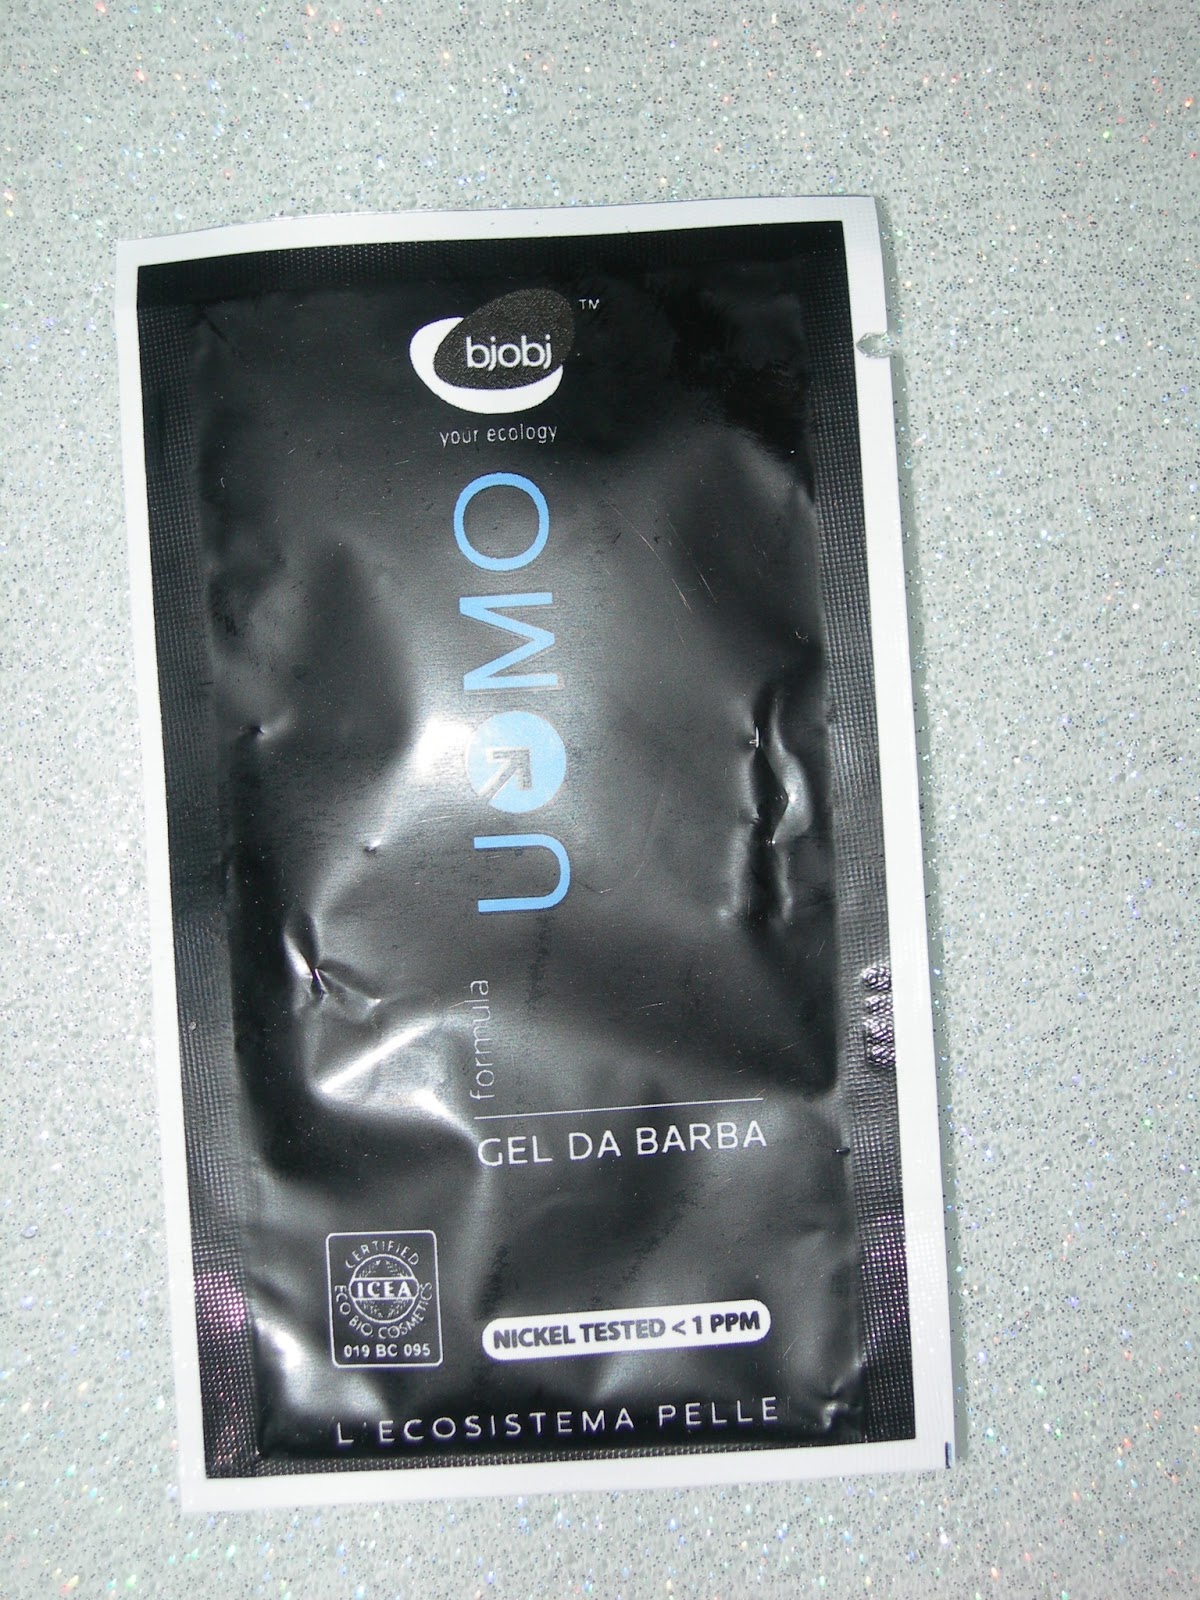 bjobj
TM
your ecology
UOMO
formula
GEL DA BARBA
CERTIFIED
ICEA
ECO BIO COSMETICS
019 BC 095
NICKEL TESTED < 1 PPM
L'ECOSISTEMA PELLE